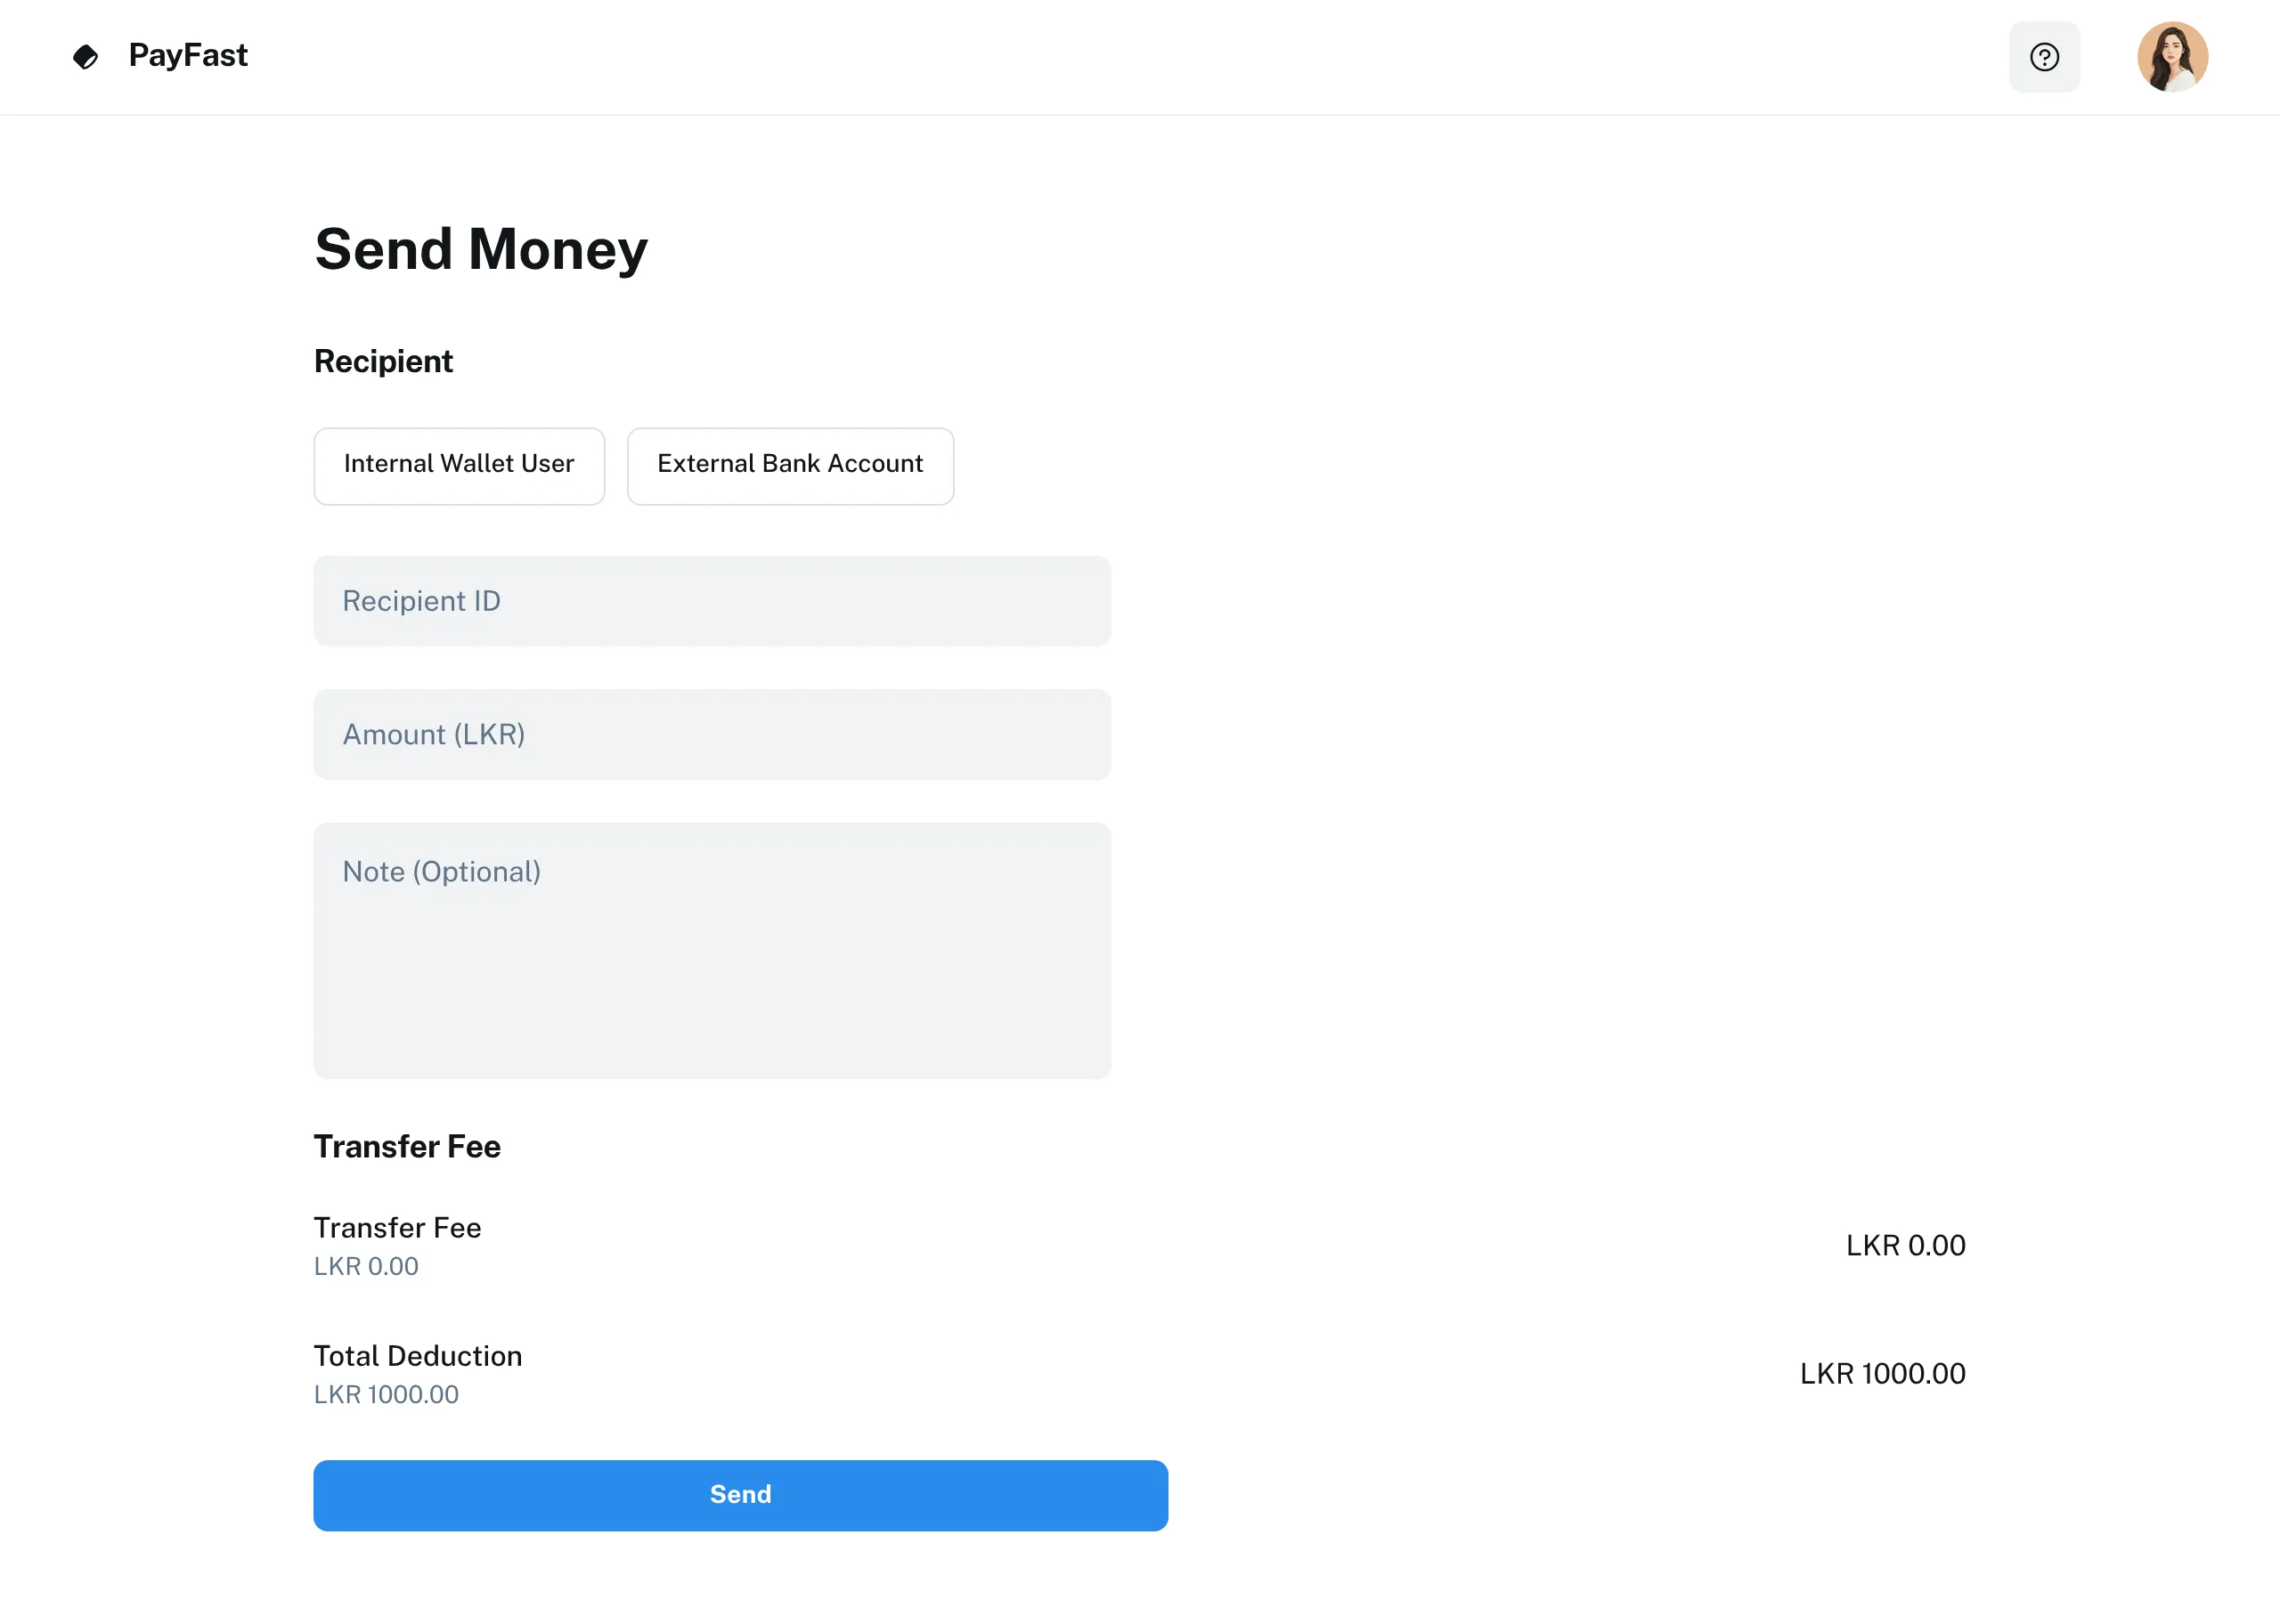 PayFast
Send Money
Recipient
Internal Wallet User
External Bank Account
Recipient ID
Amount (LKR)
Note (Optional)
Transfer Fee
Transfer Fee
LKR 0.00
LKR 0.00
Total Deduction
LKR 1000.00
LKR 1000.00
Send